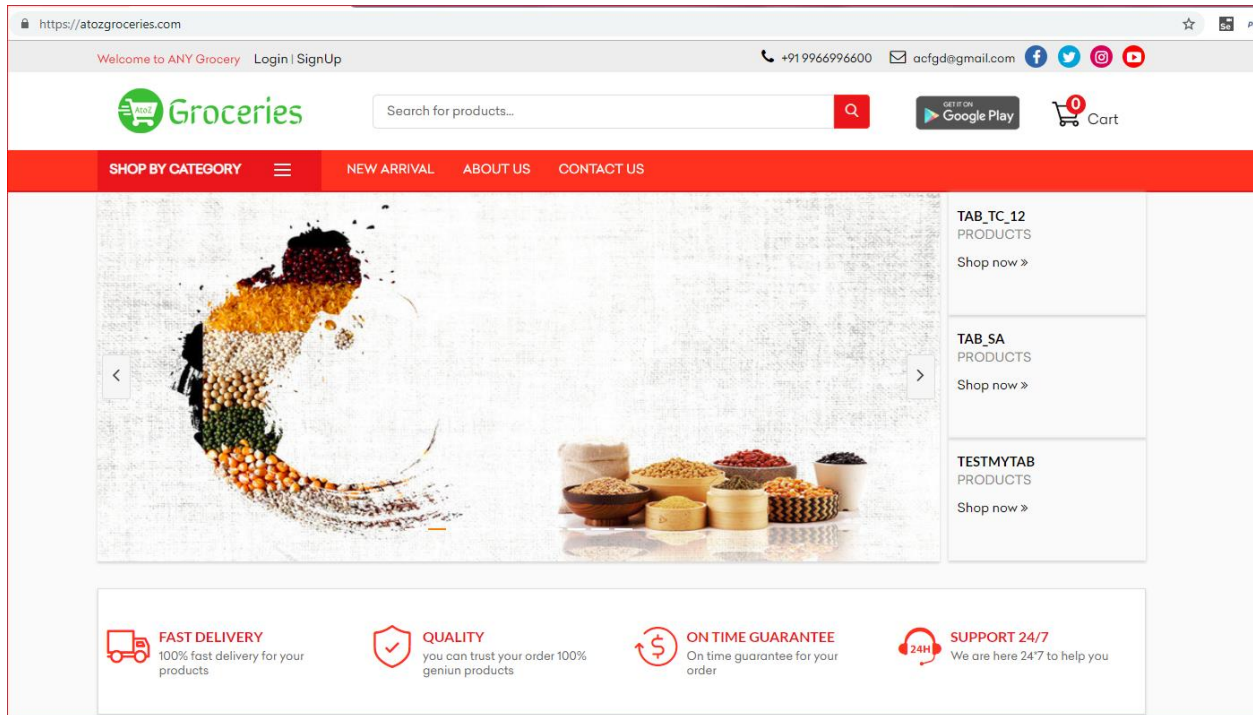 https://atozgroceries.com
Welcome to ANY Grocery Login | SignUp +91 9966996600 acfgd@gmail.com
AtoZ Groceries Search for products... GET IT ON Google Play 0 Cart
SHOP BY CATEGORY NEW ARRIVAL ABOUT US CONTACT US
TAB_TC_12
PRODUCTS
Shop now »
TAB_SA
PRODUCTS
Shop now »
TESTMYTAB
PRODUCTS
Shop now »
FAST DELIVERY
100% fast delivery for your
products
QUALITY
you can trust your order 100%
geniun products
ON TIME GUARANTEE
On time guarantee for your
order
24H
SUPPORT 24/7
We are here 24*7 to help you